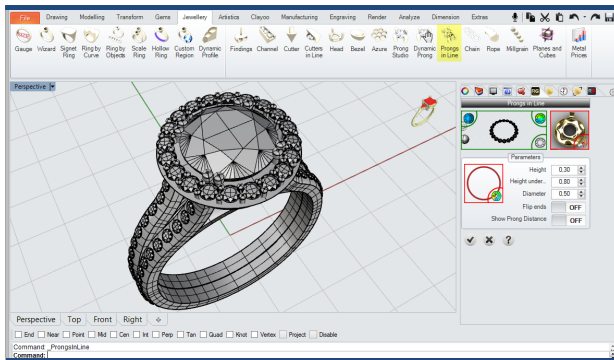 File Drawing Modelling Transform Gems Jewellery Artistica Clayoo Manufacturing Engraving Render Analyze Dimension Extras
Gauge Wizard Signet Ring Ring by Curve Ring by Objects Scale Ring Hollow Ring Custom Region Dynamic Profile Findings Channel Cutter Cutters in Line Head Bezel Azure Prong Studio Dynamic Prong Prongs in Line Chain Rope Millgrain Planes and Cubes Metal Prices
Perspective
Prongs in Line
Parameters
Height 0,30
Height under.. 0,80
Diameter 0,50
Flip ends OFF
Show Prong Distance OFF
Perspective Top Front Right
End Near Point Mid Cen Int Perp Tan Quad Knot Vertex Project Disable
Command: _ProngsInLine
Command: